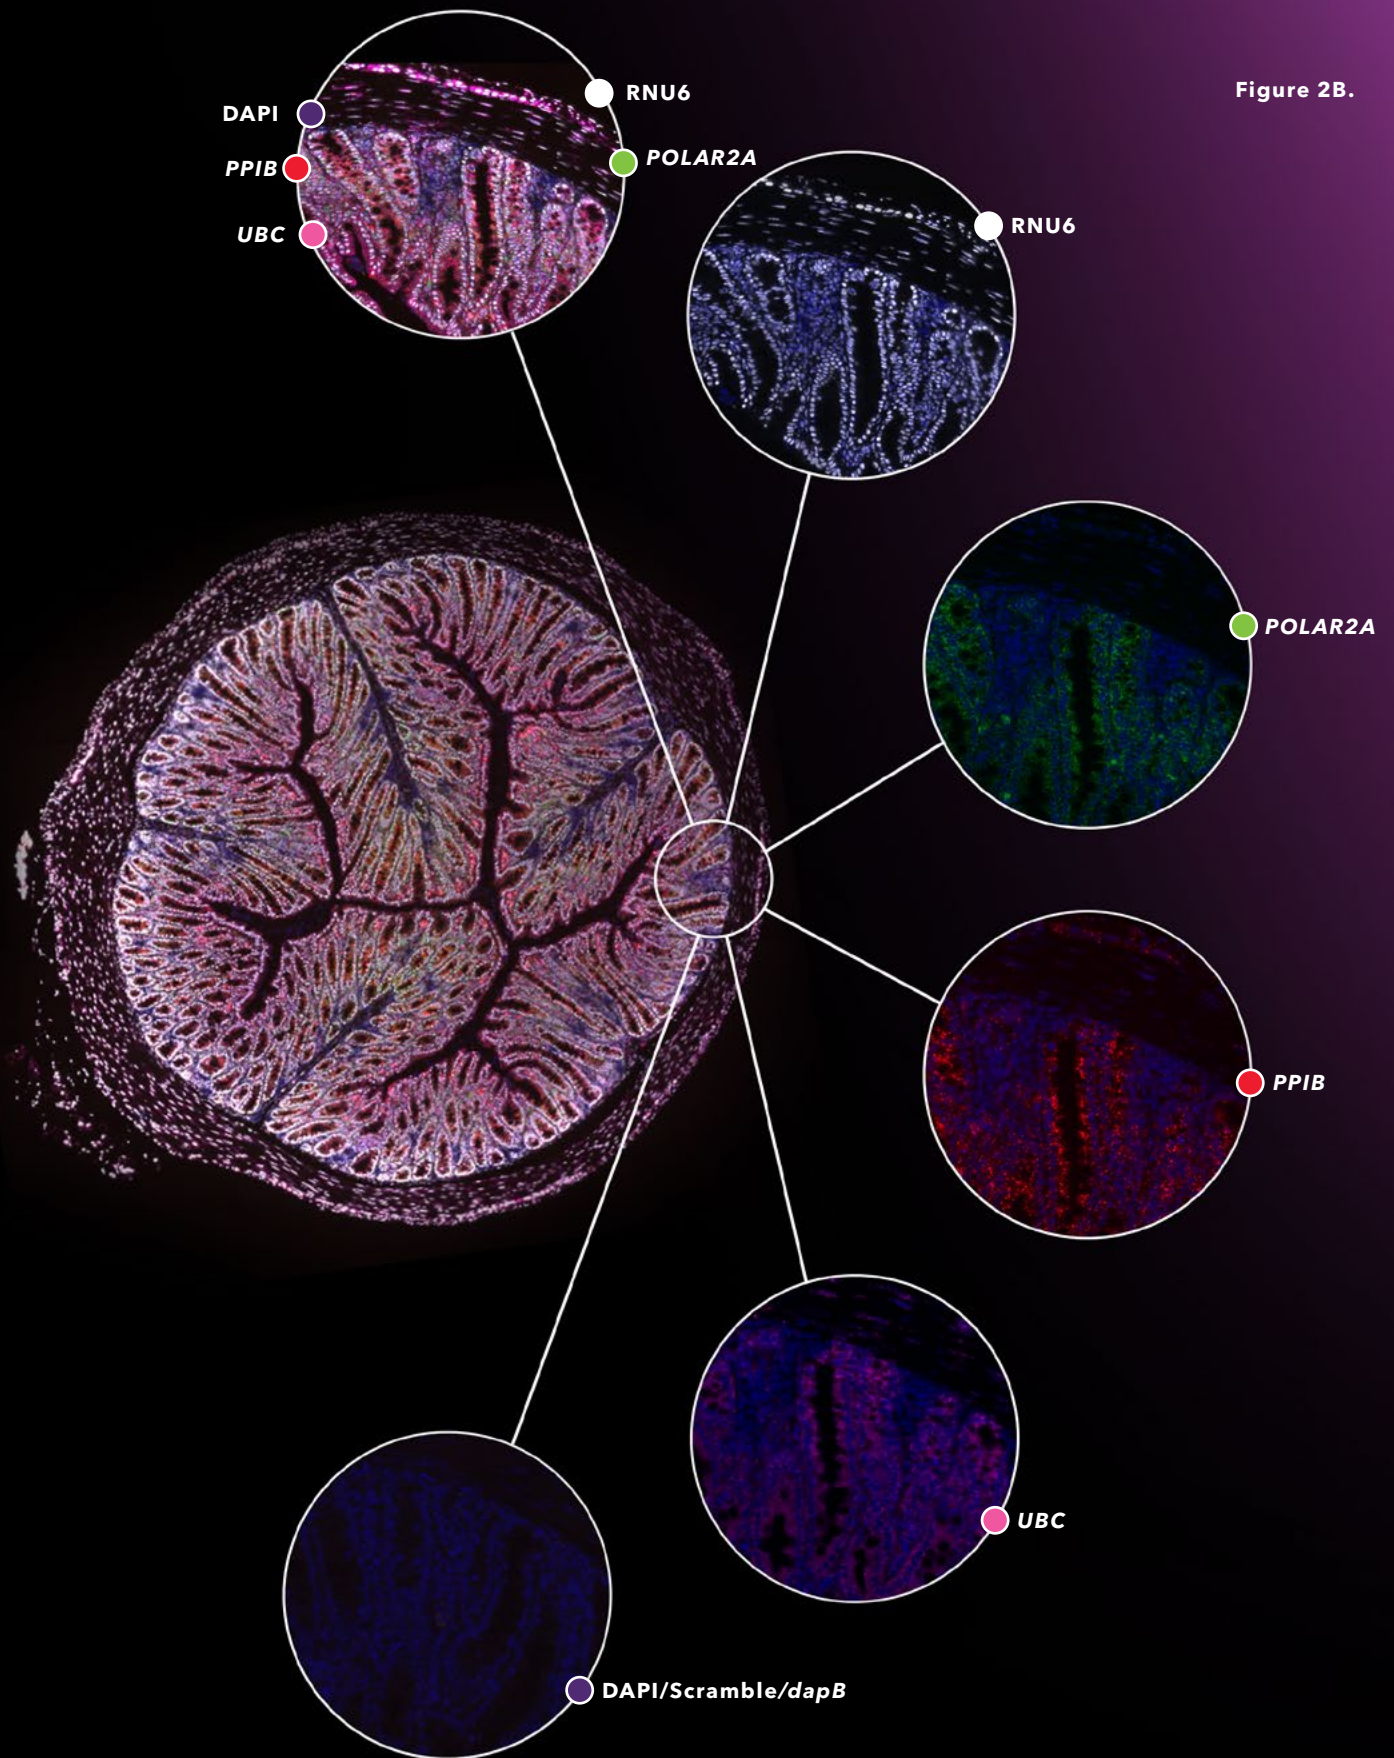 Figure 2B.
RNU6
DAPI
POLAR2A
PPIB
UBC
RNU6
POLAR2A
PPIB
UBC
DAPI/Scramble/dapB